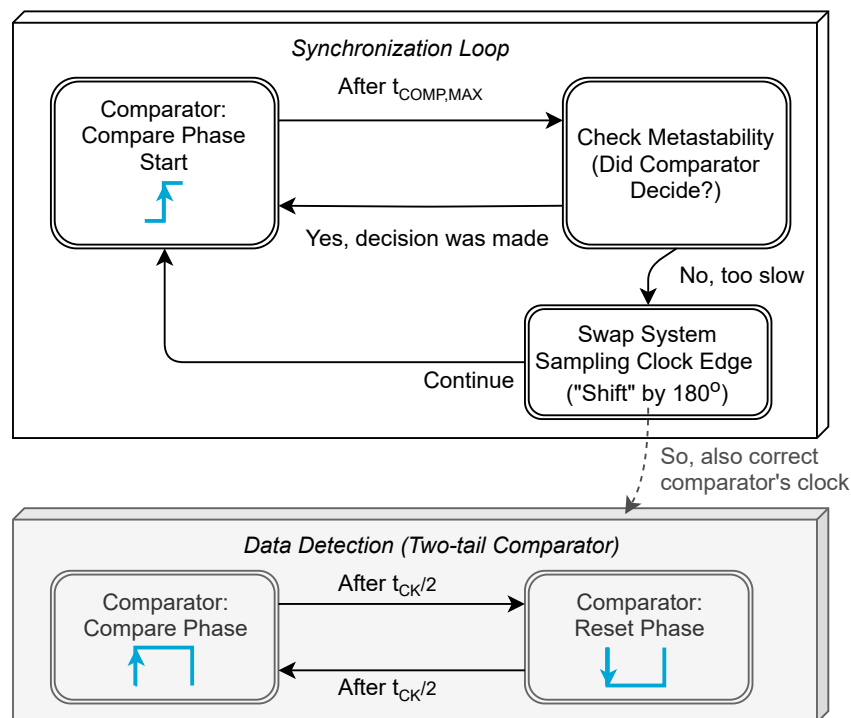 Synchronization Loop
Comparator:
Compare Phase
Start
After tCOMP,MAX
Check Metastability
(Did Comparator
Decide?)
Yes, decision was made
No, too slow
Swap System
Sampling Clock Edge
("Shift" by 180o)
Continue
So, also correct
comparator's clock
Data Detection (Two-tail Comparator)
Comparator:
Compare Phase
After tCK/2
Comparator:
Reset Phase
After tCK/2